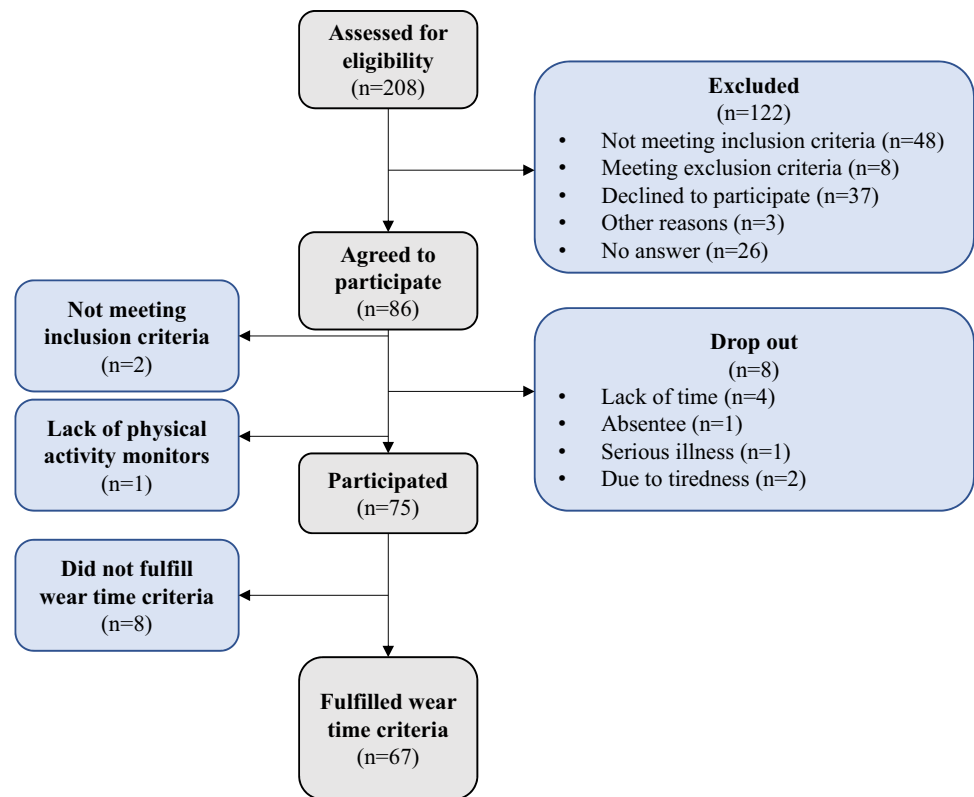 Assessed for
eligibility
(n=208)
Excluded
(n=122)
• Not meeting inclusion criteria (n=48)
• Meeting exclusion criteria (n=8)
• Declined to participate (n=37)
• Other reasons (n=3)
• No answer (n=26)
Agreed to
participate
(n=86)
Not meeting
inclusion criteria
(n=2)
Drop out
(n=8)
• Lack of time (n=4)
• Absentee (n=1)
• Serious illness (n=1)
• Due to tiredness (n=2)
Lack of physical
activity monitors
(n=1)
Participated
(n=75)
Did not fulfill
wear time criteria
(n=8)
Fulfilled wear
time criteria
(n=67)